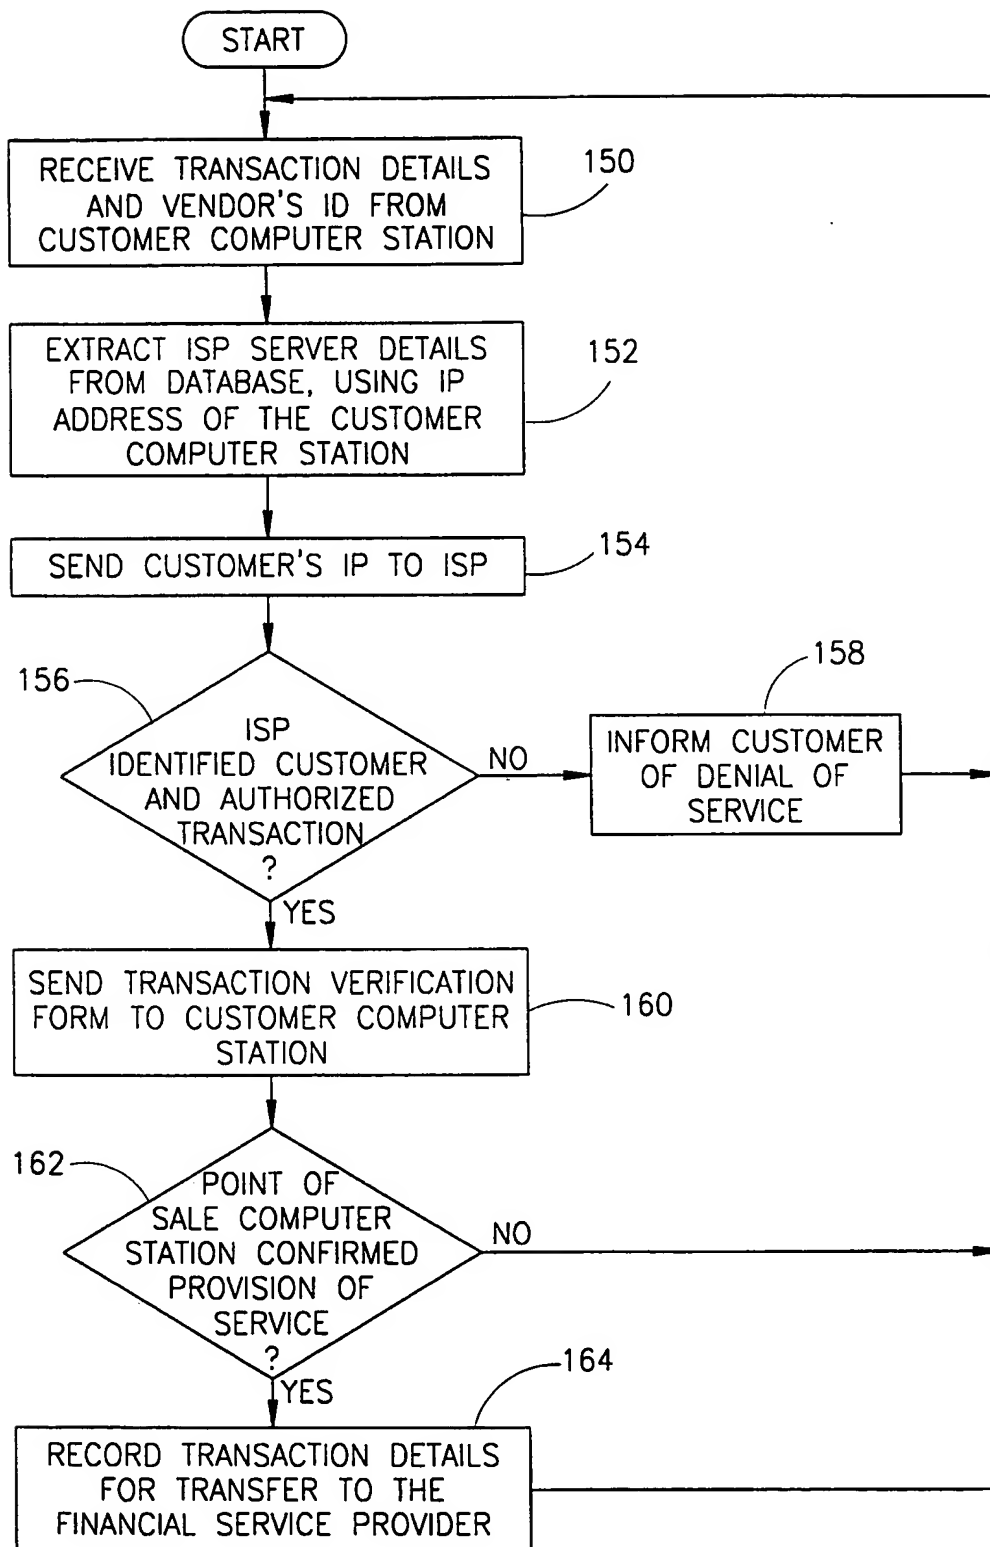 START
RECEIVE TRANSACTION DETAILS
AND VENDOR'S ID FROM
CUSTOMER COMPUTER STATION
150
EXTRACT ISP SERVER DETAILS
FROM DATABASE, USING IP
ADDRESS OF THE CUSTOMER
COMPUTER STATION
152
SEND CUSTOMER'S IP TO ISP
154
156
ISP
IDENTIFIED CUSTOMER
AND AUTHORIZED
TRANSACTION
?
NO
158
INFORM CUSTOMER
OF DENIAL OF
SERVICE
YES
SEND TRANSACTION VERIFICATION
FORM TO CUSTOMER COMPUTER
STATION
160
162
POINT OF
SALE COMPUTER
STATION CONFIRMED
PROVISION OF
SERVICE
?
NO
YES
164
RECORD TRANSACTION DETAILS
FOR TRANSFER TO THE
FINANCIAL SERVICE PROVIDER